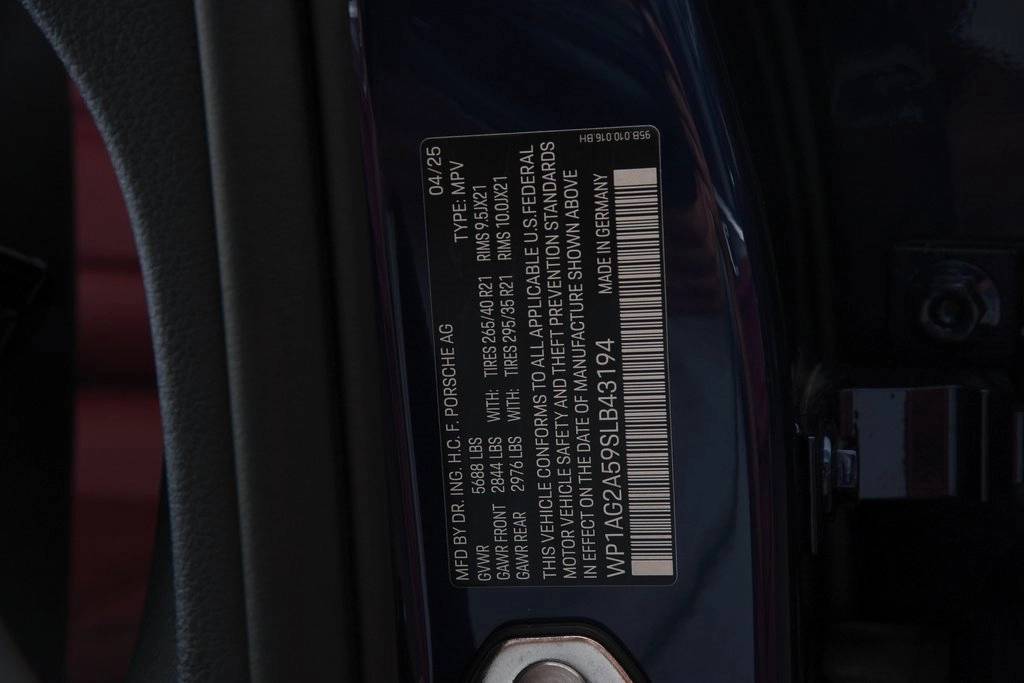 MFD BY DR. ING. H.C. F. PORSCHE AG 04/25
GVWR 5688 LBS TYPE: MPV
GAWR FRONT 2844 LBS WITH: TIRES 265/40 R21 RIMS 9.5JX21
GAWR REAR 2976 LBS WITH: TIRES 295/35 R21 RIMS 10.0JX21
THIS VEHICLE CONFORMS TO ALL APPLICABLE U.S.FEDERAL
MOTOR VEHICLE SAFETY AND THEFT PREVENTION STANDARDS
IN EFFECT ON THE DATE OF MANUFACTURE SHOWN ABOVE
WP1AG2A59SLB43194 MADE IN GERMANY
95B.010.016.BH